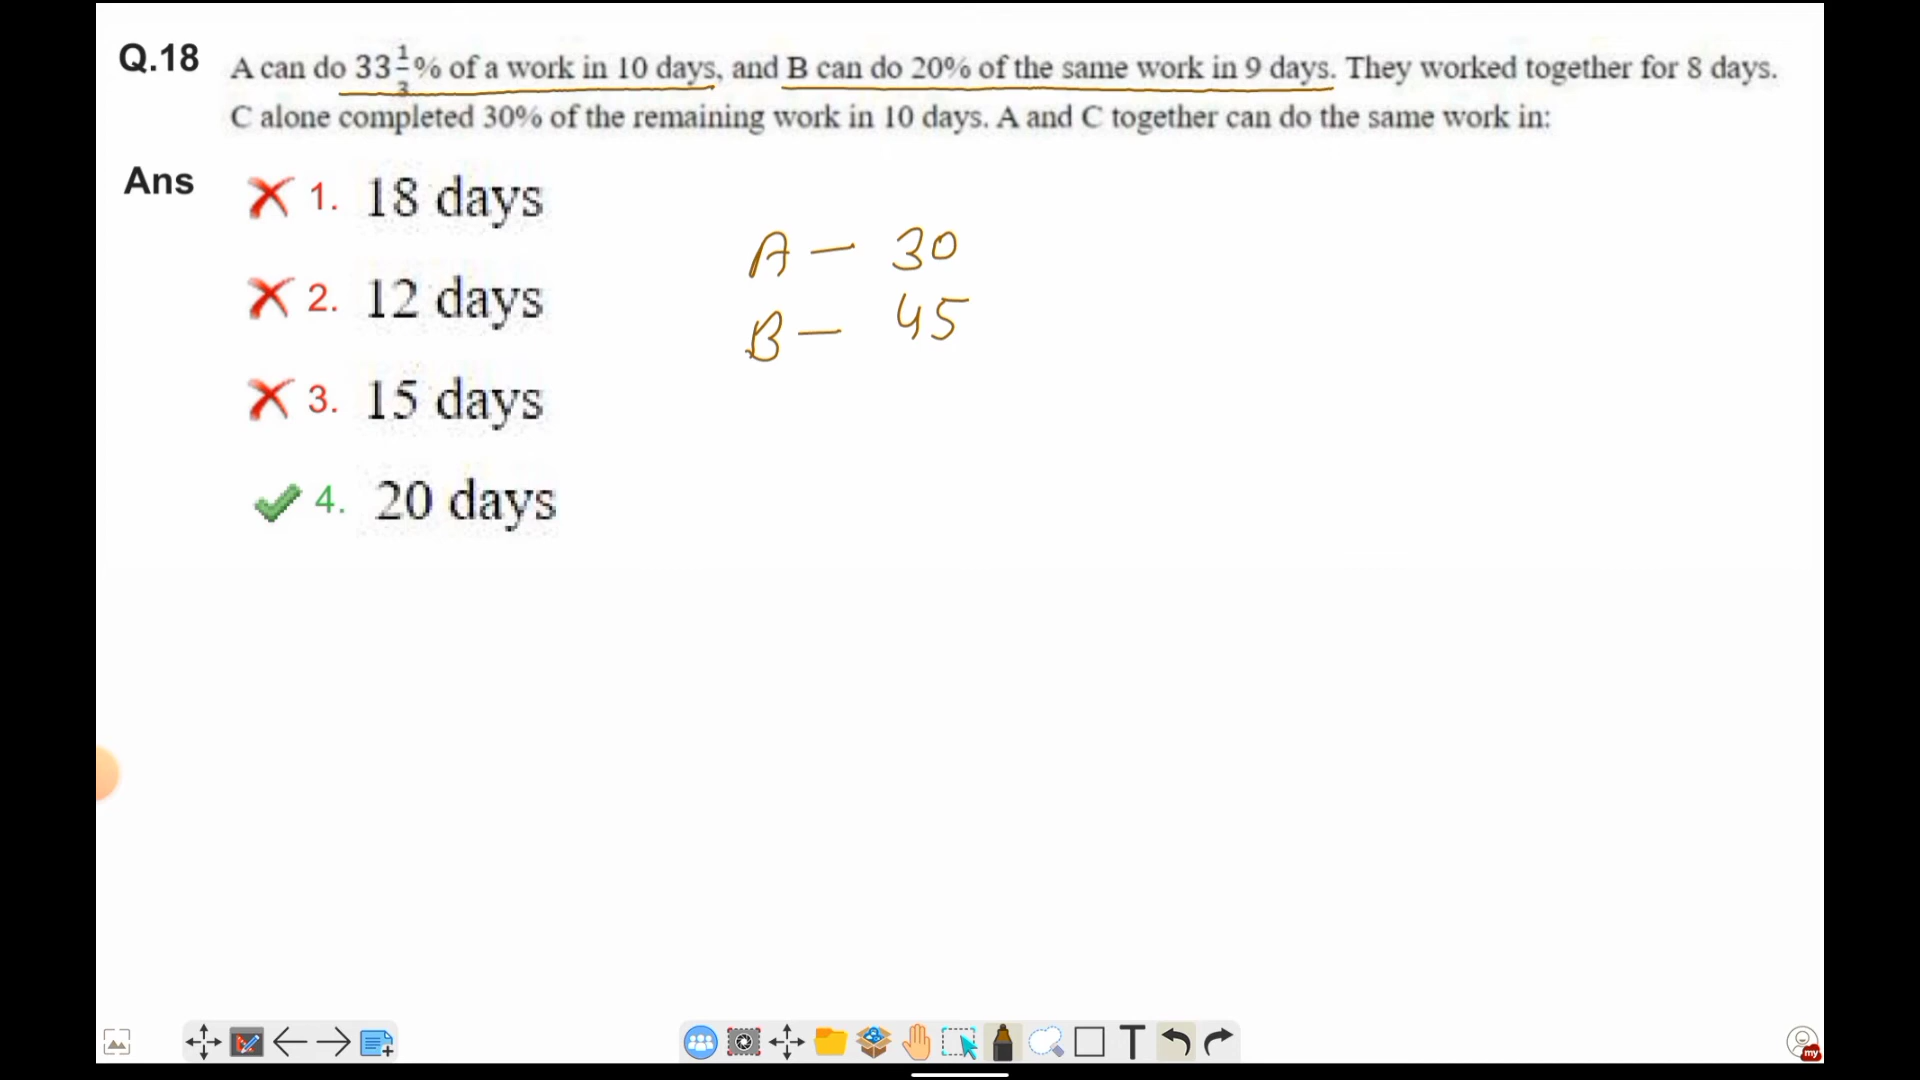 Q.18 A can do 33 1/3% of a work in 10 days, and B can do 20% of the same work in 9 days. They worked together for 8 days.
C alone completed 30% of the remaining work in 10 days. A and C together can do the same work in:
Ans
1. 18 days
2. 12 days
3. 15 days
4. 20 days
A — 30
B — 45
T
my